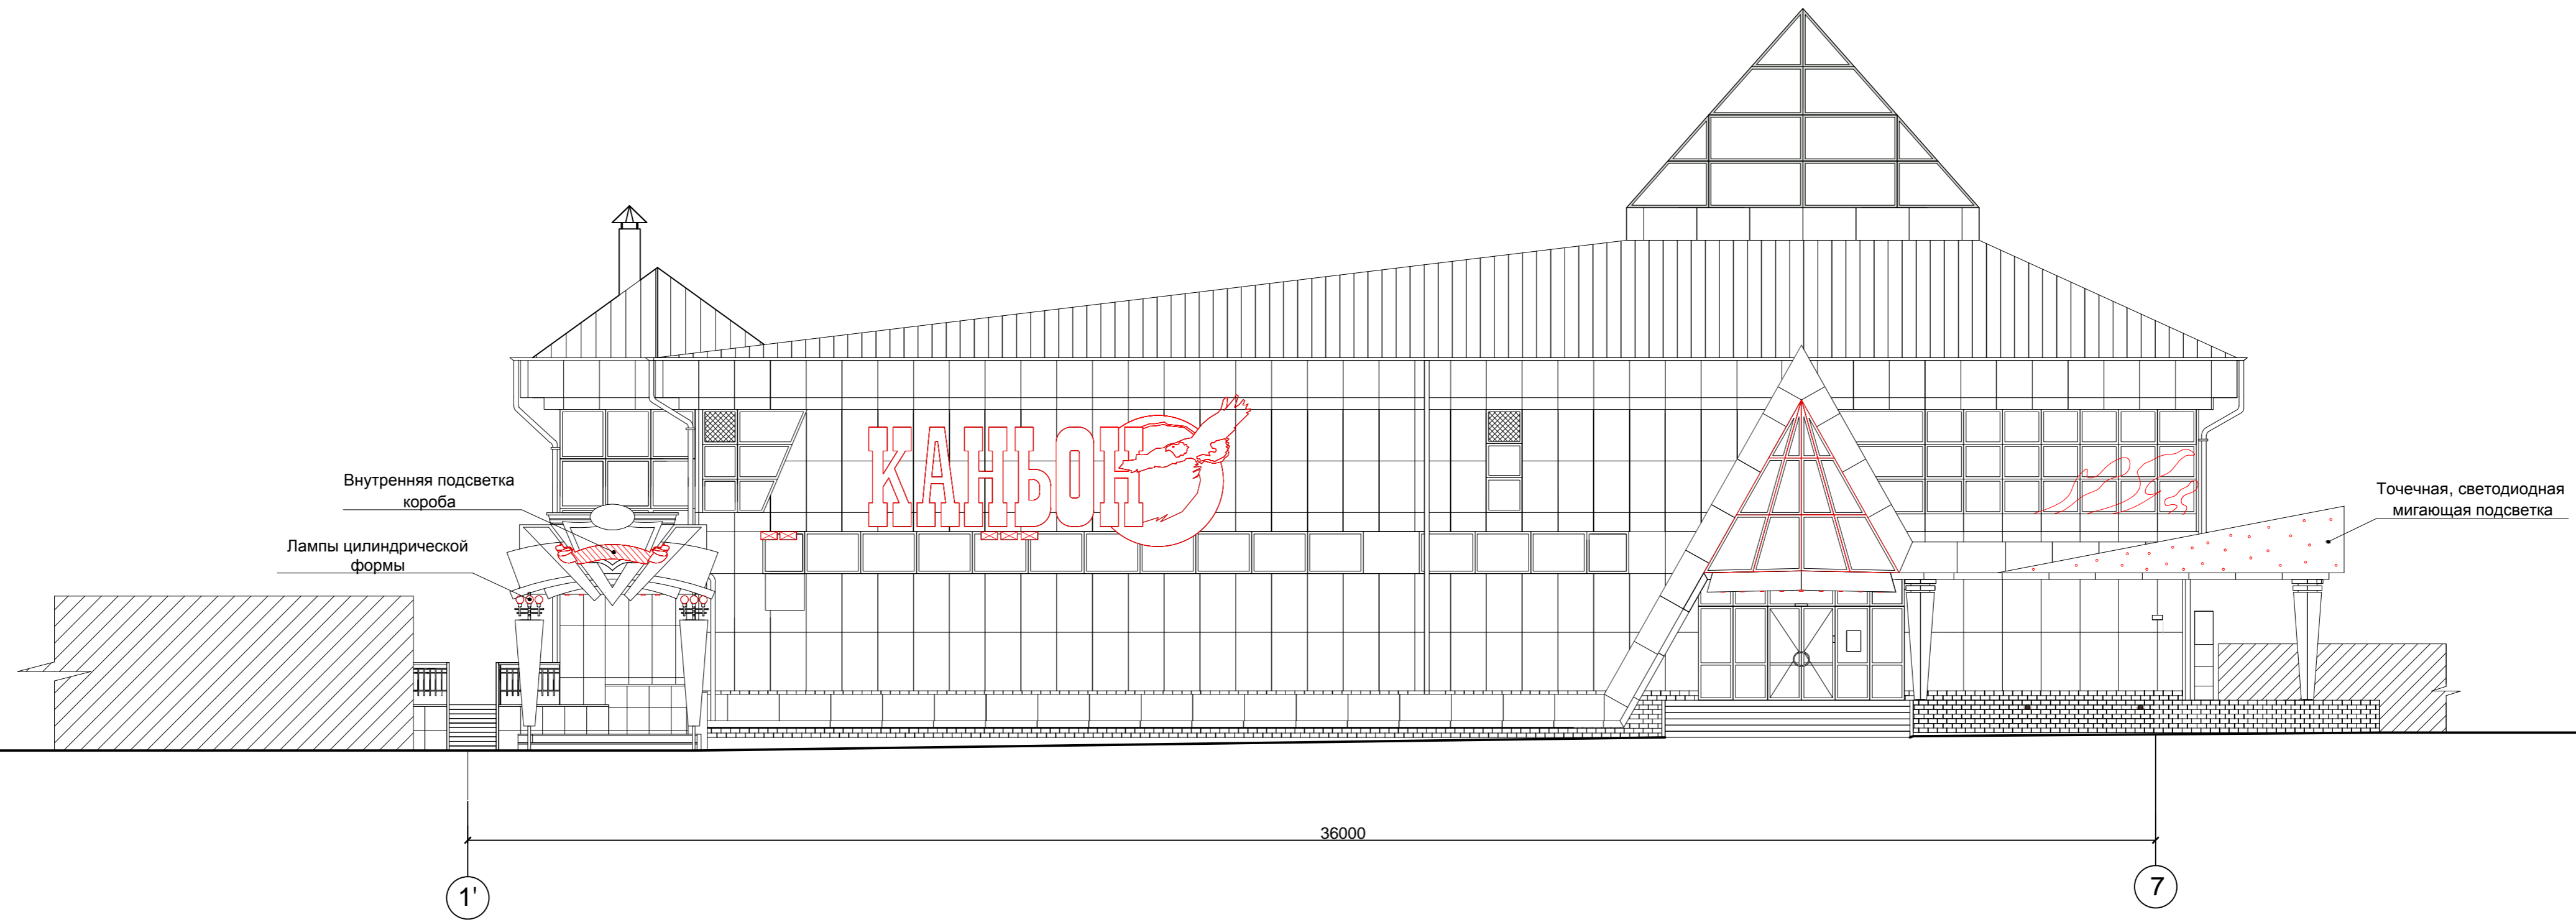 КАНЬОН
Внутренняя подсветка
короба
Точечная, светодиодная
мигающая подсветка
Лампы цилиндрической
формы
36000
1'
7